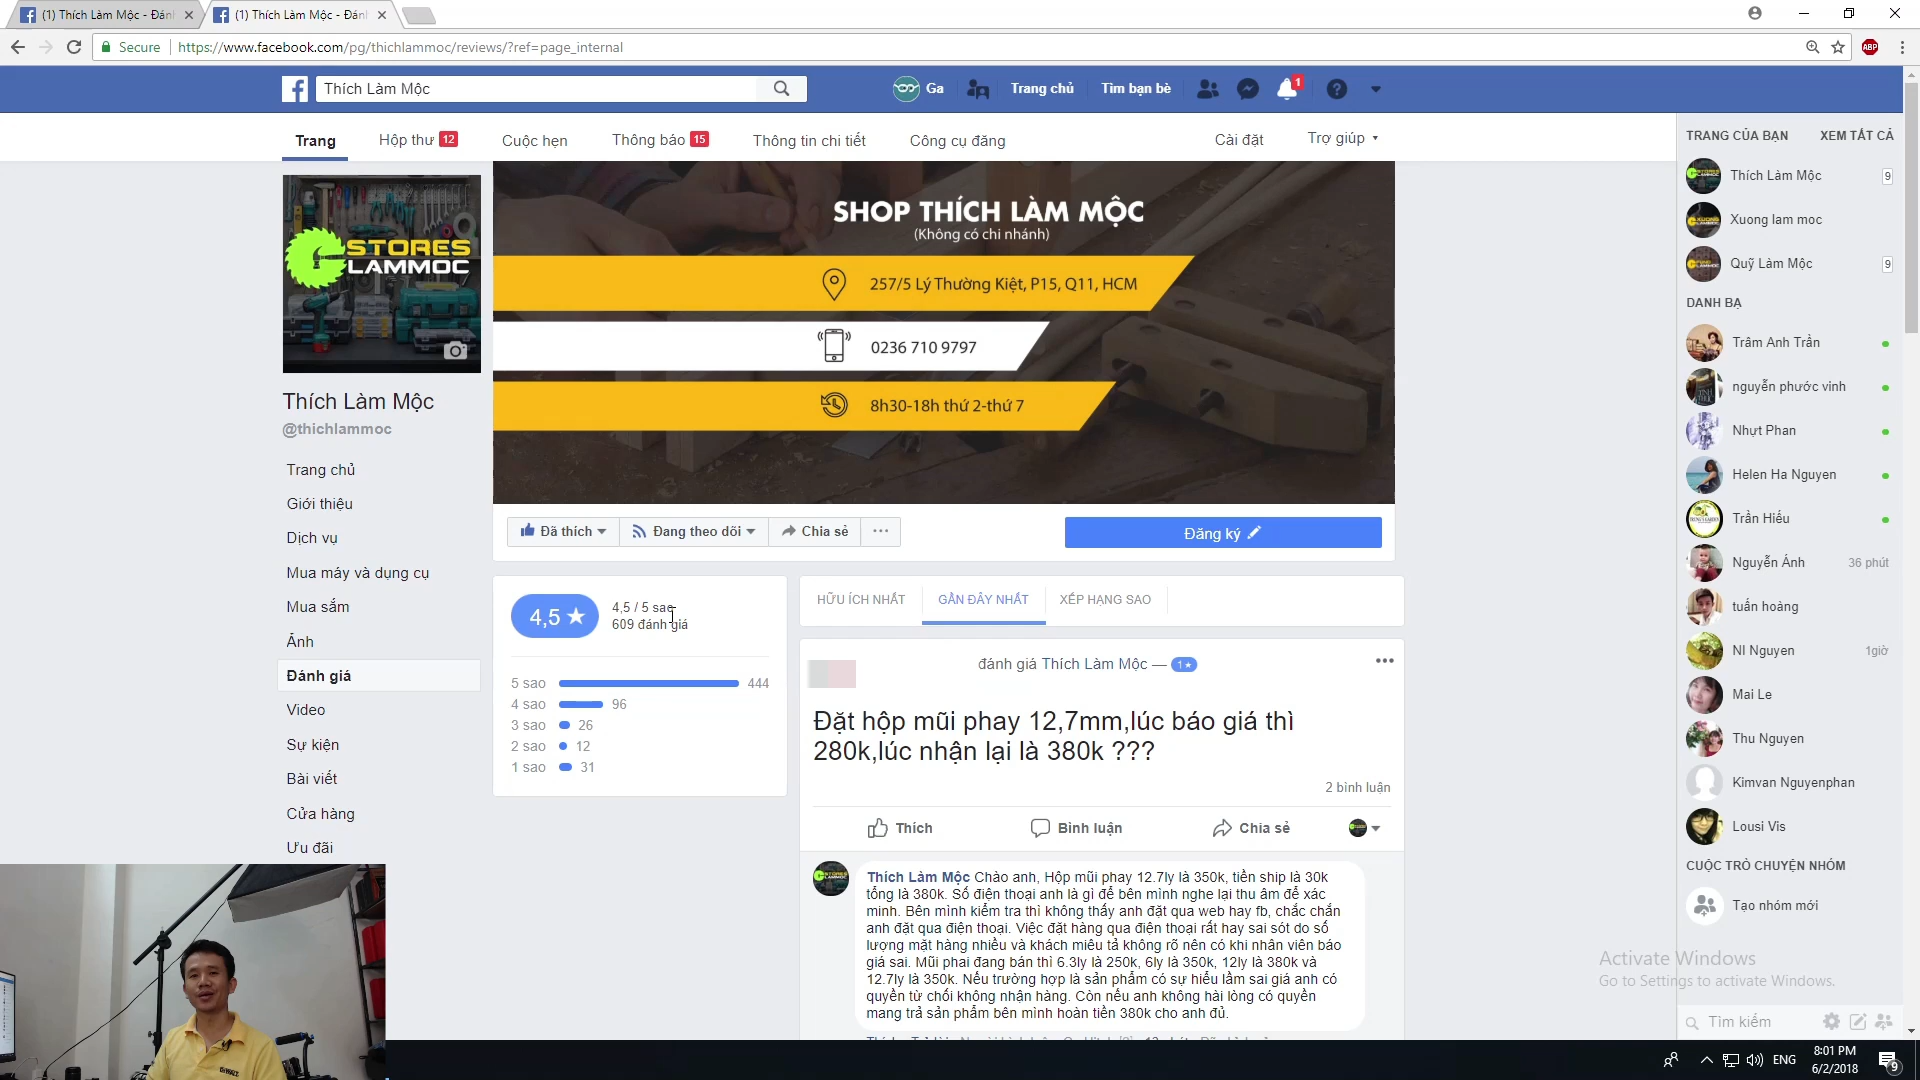 (1) Thích Làm Mộc - Đán
(1) Thích Làm Mộc - Đánh
Secure
https://www.facebook.com/pg/thichlammoc/reviews/?ref=page_internal
ABP
Thích Làm Mộc
Ga
Trang chủ
Tìm bạn bè
1
Trang
Hộp thư 12
Cuộc hẹn
Thông báo 15
Thông tin chi tiết
Công cụ đăng
Cài đặt
Trợ giúp
STORES
LAMMOC
Thích Làm Mộc
@thichlammoc
Trang chủ
Giới thiệu
Dịch vụ
Mua máy và dụng cụ
Mua sắm
Ảnh
Đánh giá
Video
Sự kiện
Bài viết
Cửa hàng
Ưu đãi
SHOP THÍCH LÀM MỘC
(Không có chi nhánh)
257/5 Lý Thường Kiệt, P15, Q11, HCM
0236 710 9797
8h30-18h thứ 2-thứ 7
Đã thích
Đang theo dõi
Chia sẻ
Đăng ký
4,5 ★
4,5 / 5 sao
609 đánh giá
5 sao 444
4 sao 96
3 sao 26
2 sao 12
1 sao 31
HỮU ÍCH NHẤT
GẦN ĐÂY NHẤT
XẾP HẠNG SAO
đánh giá Thích Làm Mộc — 1★
Đặt hộp mũi phay 12,7mm,lúc báo giá thì
280k,lúc nhận lại là 380k ???
2 bình luận
Thích
Bình luận
Chia sẻ
Thích Làm Mộc Chào anh, Hộp mũi phay 12.7ly là 350k, tiền ship là 30k
tổng là 380k. Số điện thoại anh là gì để bên mình nghe lại thu âm để xác
minh. Bên mình kiểm tra thì không thấy anh đặt qua web hay fb, chắc chắn
anh đặt qua điện thoại. Việc đặt hàng qua điện thoại rất hay sai sót do số
lượng mặt hàng nhiều và khách miêu tả không rõ nên có khi nhân viên báo
giá sai. Mũi phai đang bán thì 6.3ly là 250k, 6ly là 350k, 12ly là 380k và
12.7ly là 350k. Nếu trường hợp là sản phẩm có sự hiểu lầm sai giá anh có
quyền từ chối không nhận hàng. Còn nếu anh không hài lòng có quyền
mang trả sản phẩm bên mình hoàn tiền 380k cho anh đủ.
TRANG CỦA BẠN
XEM TẤT CẢ
Thích Làm Mộc 9
Xuong lam moc
Quỹ Làm Mộc 9
DANH BẠ
Trâm Anh Trần
nguyễn phước vinh
Nhựt Phan
Helen Ha Nguyen
Trần Hiếu
Nguyễn Ánh 36 phút
tuấn hoàng
NI Nguyen 1giờ
Mai Le
Thu Nguyen
Kimvan Nguyenphan
Lousi Vis
CUỘC TRÒ CHUYỆN NHÓM
Tạo nhóm mới
Activate Windows
Go to Settings to activate Windows.
Tìm kiếm
DEWALT
ENG
8:01 PM
6/2/2018
9